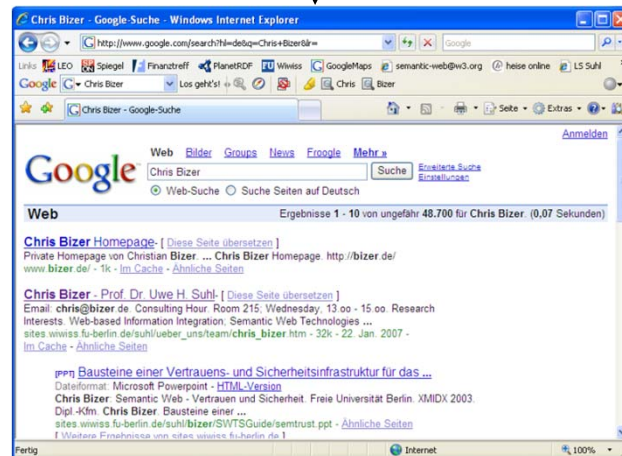 Chris Bizer - Google-Suche - Windows Internet Explorer
http://www.google.com/search?hl=de&q=Chris+Bizer&lr=
Google
Links LEO Spiegel Finanztreff PlanetRDF Wiwiss GoogleMaps semantic-web@w3.org heise online LS Suhl
Google Chris Bizer Los geht's! Chris Bizer
Chris Bizer - Google-Suche Seite Extras
Anmelden
Google
Web Bilder Groups News Froogle Mehr »
Chris Bizer Suche Erweiterte Suche
Einstellungen
Web-Suche Suche Seiten auf Deutsch
Web Ergebnisse 1 - 10 von ungefähr 48.700 für Chris Bizer. (0,07 Sekunden)
Chris Bizer Homepage- [ Diese Seite übersetzen ]
Private Homepage von Christian Bizer. ... Chris Bizer Homepage. http://bizer.de/
www.bizer.de/ - 1k - Im Cache - Ähnliche Seiten
Chris Bizer - Prof. Dr. Uwe H. Suhl- [ Diese Seite übersetzen ]
Email: chris@bizer.de. Consulting Hour. Room 215; Wednesday, 13.oo - 15.oo. Research
Interests. Web-based Information Integration; Semantic Web Technologies ...
sites.wiwiss.fu-berlin.de/suhl/ueber_uns/team/chris_bizer.htm - 32k - 22. Jan. 2007 -
Im Cache - Ähnliche Seiten
[PPT] Bausteine einer Vertrauens- und Sicherheitsinfrastruktur für das ...
Dateiformat: Microsoft Powerpoint - HTML-Version
Chris Bizer: Semantic Web - Vertrauen und Sicherheit. Freie Universität Berlin. XMIDX 2003.
Dipl.-Kfm. Chris Bizer. Bausteine einer ...
sites.wiwiss.fu-berlin.de/suhl/bizer/SWTSGuide/semtrust.ppt - Ähnliche Seiten
[ Weitere Ergebnisse von sites.wiwiss.fu-berlin.de ]
Fertig Internet 100%